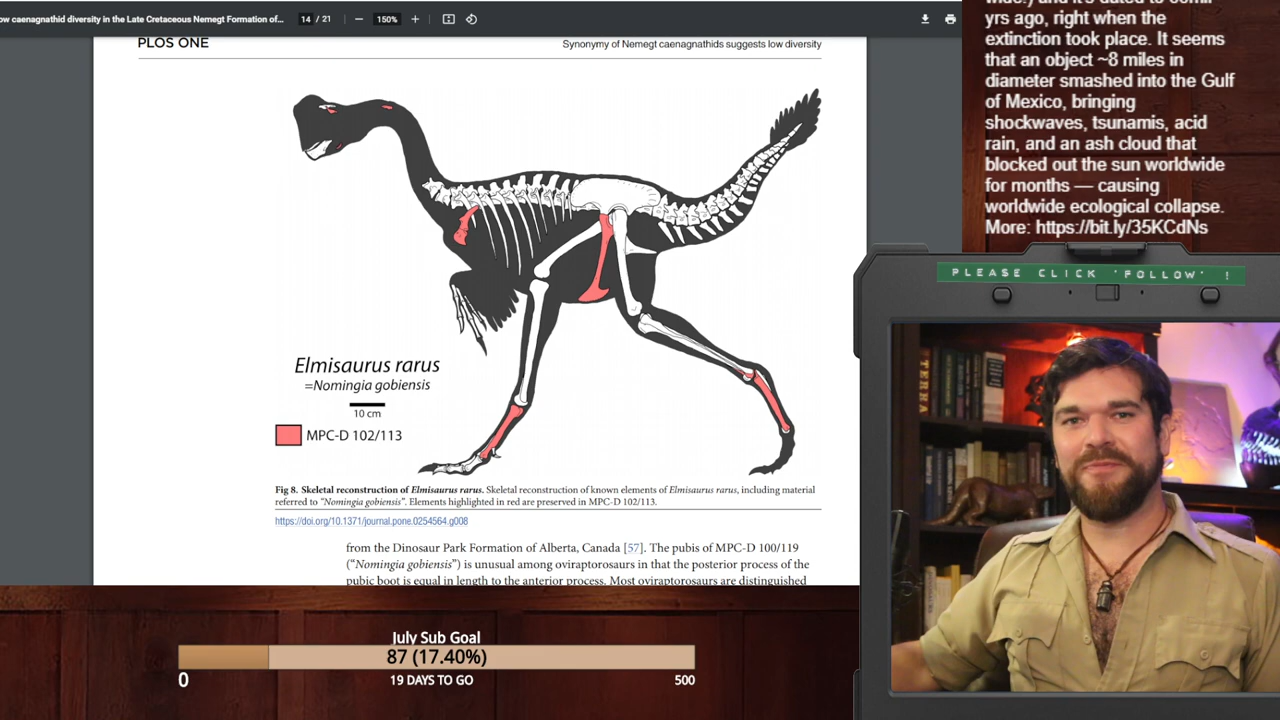 ow caenagnathid diversity in the Late Cretaceous Nemegt Formation of...
14 / 21
150%
PLOS ONE
Synonymy of Nemegt caenagnathids suggests low diversity
Elmisaurus rarus
=Nomingia gobiensis
10 cm
MPC-D 102/113
Fig 8. Skeletal reconstruction of Elmisaurus rarus. Skeletal reconstruction of known elements of Elmisaurus rarus, including material
referred to "Nomingia gobiensis". Elements highlighted in red are preserved in MPC-D 102/113.
https://doi.org/10.1371/journal.pone.0254564.g008
from the Dinosaur Park Formation of Alberta, Canada [57]. The pubis of MPC-D 100/119
("Nomingia gobiensis") is unusual among oviraptorosaurs in that the posterior process of the
pubic boot is equal in length to the anterior process. Most oviraptorosaurs are distinguished
yrs ago, right when the
extinction took place. It seems
that an object ~8 miles in
diameter smashed into the Gulf
of Mexico, bringing
shockwaves, tsunamis, acid
rain, and an ash cloud that
blocked out the sun worldwide
for months — causing
worldwide ecological collapse.
More: https://bit.ly/35KCdNs
PLEASE CLICK 'FOLLOW' !
TERRA
July Sub Goal
87 (17.40%)
0
19 DAYS TO GO
500